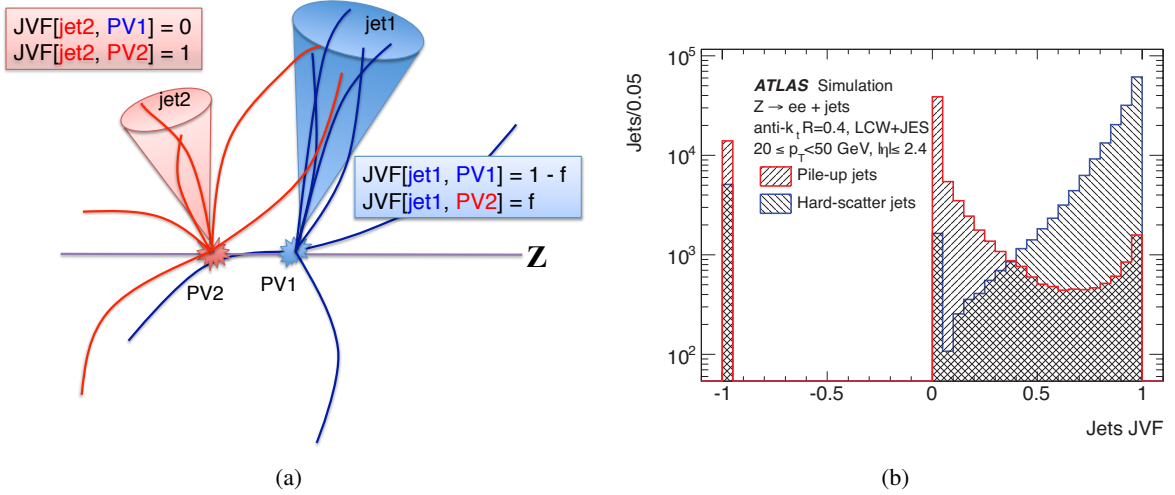 JVF[jet2, PV1] = 0
JVF[jet2, PV2] = 1
jet1
jet2
JVF[jet1, PV1] = 1 - f
JVF[jet1, PV2] = f
Z
PV2
PV1
(a)
Jets/0.05
10^5
10^4
10^3
10^2
ATLAS Simulation
Z → ee + jets
anti-k_t R=0.4, LCW+JES
20 ≤ p_T<50 GeV, |η|≤ 2.4
Pile-up jets
Hard-scatter jets
-1 -0.5 0 0.5 1
Jets JVF
(b)